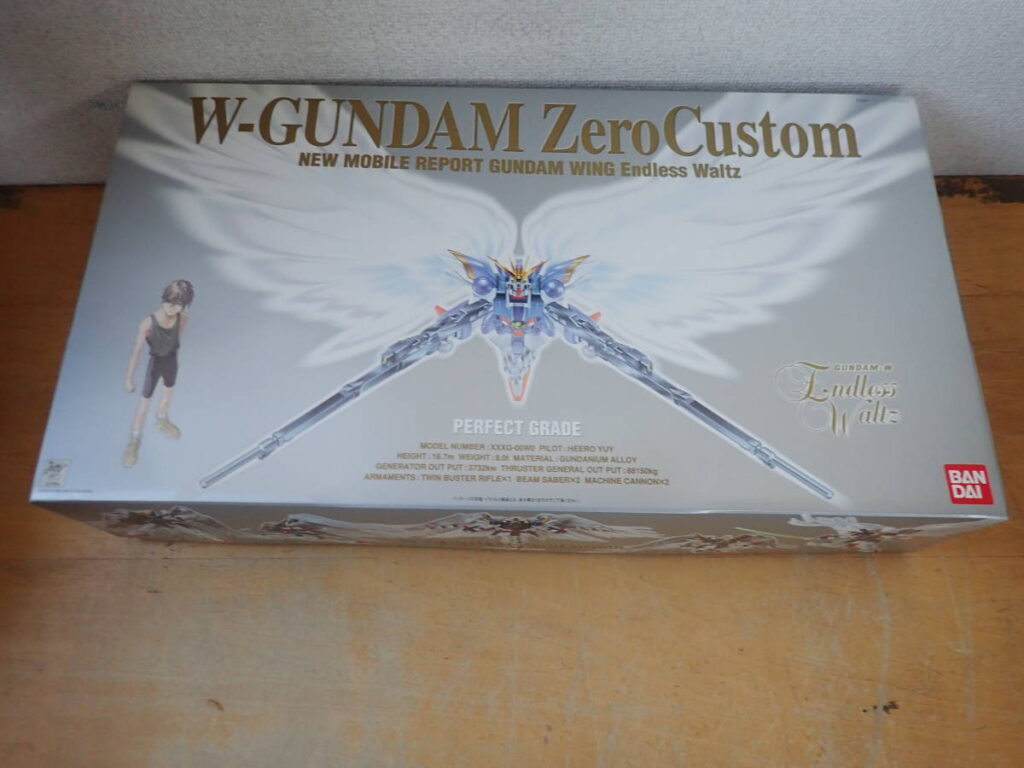 W-GUNDAM ZeroCustom
NEW MOBILE REPORT GUNDAM WING Endless Waltz
GUNDAM-W
Endless
Waltz
PERFECT GRADE
MODEL NUMBER : XXXG-00W0 PILOT : HEERO YUY
HEIGHT : 16.7m WEIGHT : 8.0t MATERIAL : GUNDANIUM ALLOY
GENERATOR OUT PUT : 3732kw THRUSTER GENERAL OUT PUT : 88150kg
ARMAMENTS : TWIN BUSTER RIFLE×1 BEAM SABER×2 MACHINE CANNON×2
BAN
DAI